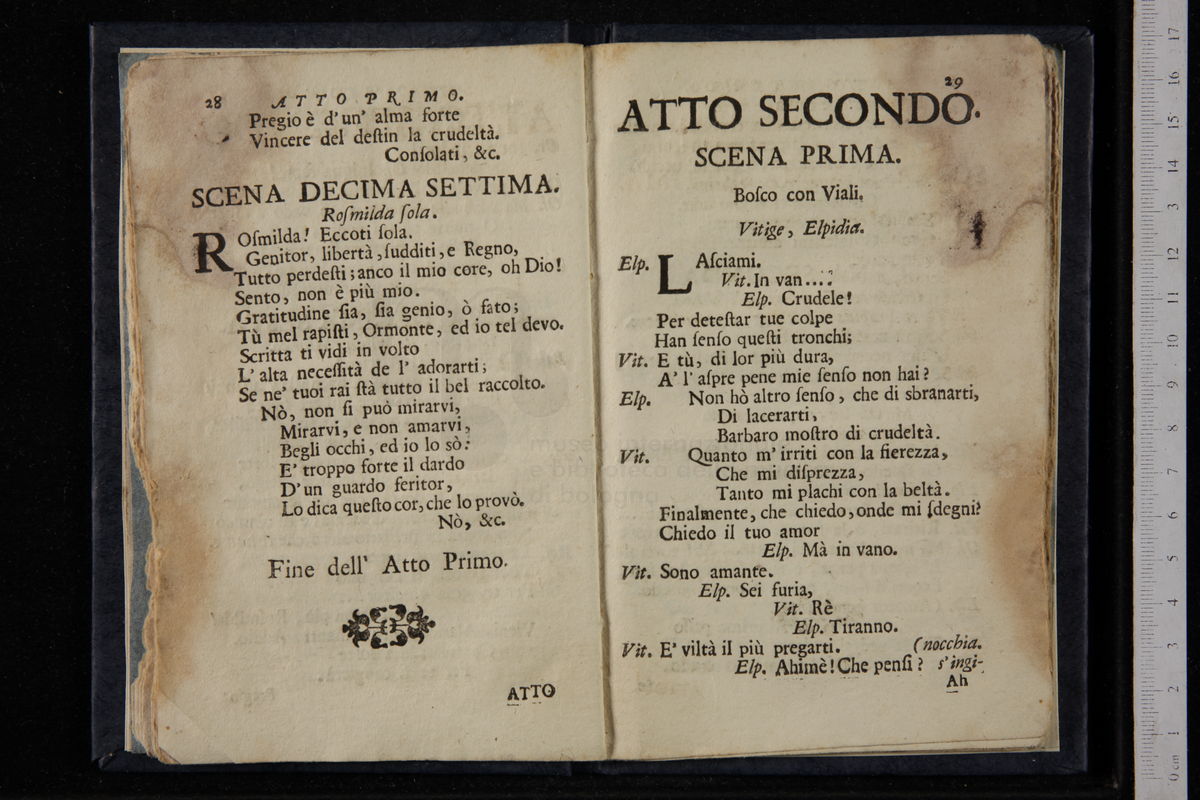 28 ATTO PRIMO.
Pregio è d'un' alma forte
Vincere del deſtin la crudeltà.
Conſolati, &c.
SCENA DECIMA SETTIMA.
Roſmilda ſola.
ROſmilda! Eccoti ſola.
Genitor, libertà, ſudditi, e Regno,
Tutto perdeſti; anco il mio core, oh Dio!
Sento, non è più mio.
Gratitudine ſia, ſia genio, ò fato;
Tù mel rapiſti, Ormonte, ed io tel devo.
Scritta ti vidi in volto
L' alta neceſſità de l' adorarti;
Se ne' tuoi rai ſtà tutto il bel raccolto.
Nò, non ſi può mirarvi,
Mirarvi, e non amarvi,
Begli occhi, ed io lo sò:
E' troppo forte il dardo
D'un guardo feritor,
Lo dica queſto cor, che lo provò.
Nò, &c.
Fine dell' Atto Primo.
ATTO
29
ATTO SECONDO.
SCENA PRIMA.
Boſco con Viali.
Vitige, Elpidia.
Elp. LAſciami.
Vit. In van....
Elp. Crudele!
Per deteſtar tue colpe
Han ſenſo queſti tronchi;
Vit. E tù, di lor più dura,
A' l' aſpre pene mie ſenſo non hai?
Elp. Non hò altro ſenſo, che di sbranarti,
Di lacerarti,
Barbaro moſtro di crudeltà.
Vit. Quanto m' irriti con la fierezza,
Che mi diſprezza,
Tanto mi plachi con la beltà.
Finalmente, che chiedo, onde mi ſdegni?
Chiedo il tuo amor
Elp. Mà in vano.
Vit. Sono amante.
Elp. Sei furia,
Vit. Rè
Elp. Tiranno.
Vit. E' viltà il più pregarti. (nocchia.
Elp. Ahimè! Che penſi? s'ingi-
Ah